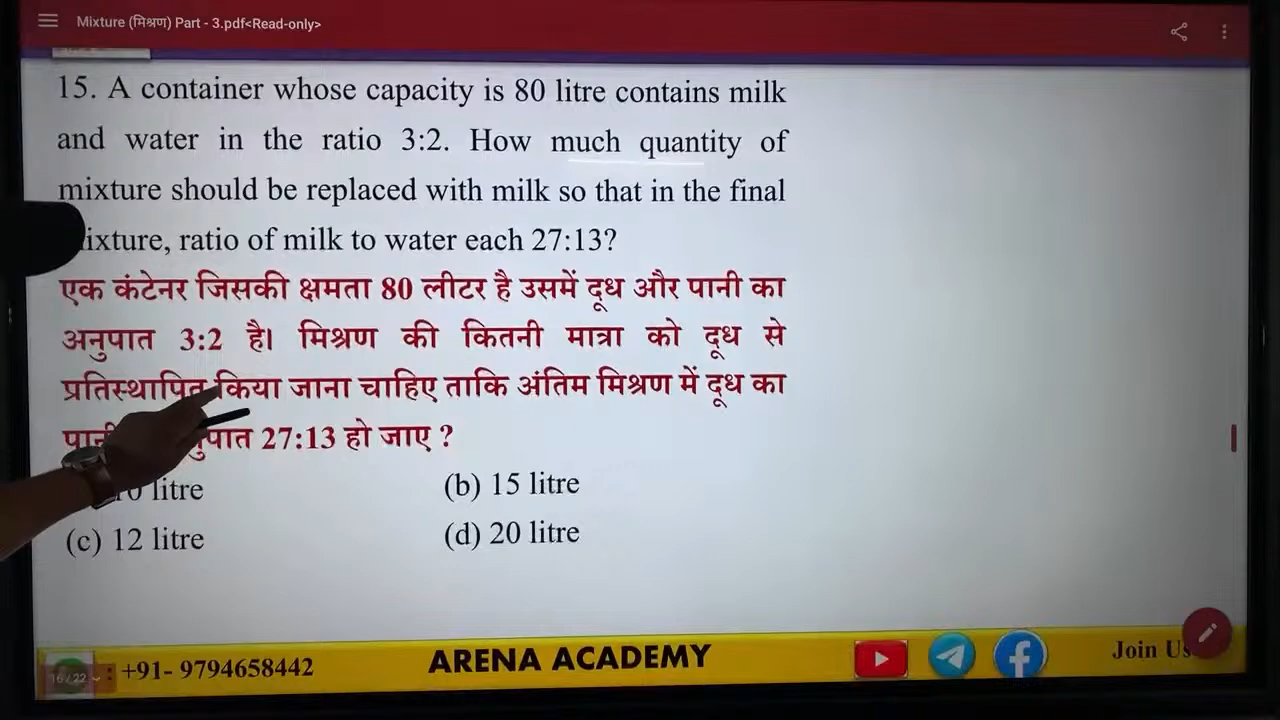 Mixture (मिश्रण) Part - 3.pdf<Read-only>
15. A container whose capacity is 80 litre contains milk
and water in the ratio 3:2. How much quantity of
mixture should be replaced with milk so that in the final
ixture, ratio of milk to water each 27:13?
एक कंटेनर जिसकी क्षमता 80 लीटर है उसमें दूध और पानी का
अनुपात 3:2 है। मिश्रण की कितनी मात्रा को दूध से
प्रतिस्थापित किया जाना चाहिए ताकि अंतिम मिश्रण में दूध का
27:13 हो जाए ?
10 litre (b) 15 litre
(c) 12 litre (d) 20 litre
16 / 22 : +91- 9794658442 ARENA ACADEMY Join Us